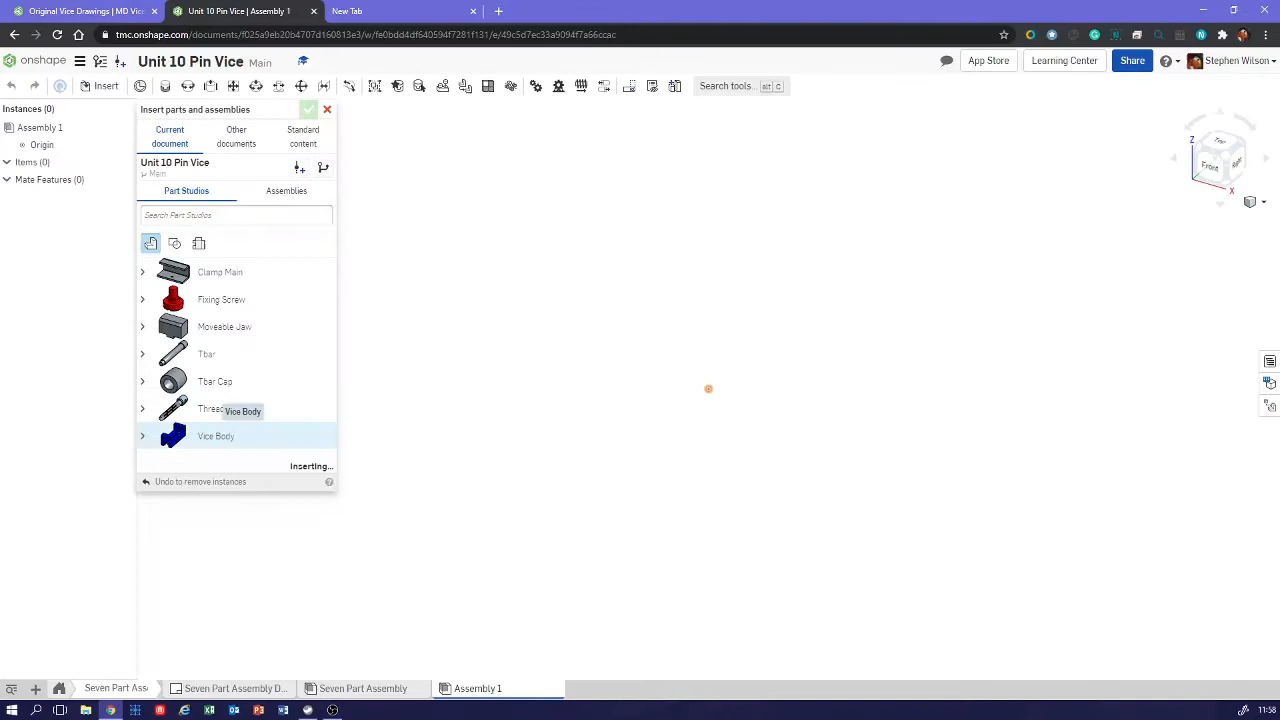 Original Vice Drawings | MD Vice
Unit 10 Pin Vice | Assembly 1
New Tab
tmc.onshape.com/documents/f025a9eb20b4707d160813e3/w/fe0bdd4df640594f7281f131/e/49c5d7ec33a9094f7a66ccac
onshape
Unit 10 Pin Vice Main
App Store
Learning Center
Share
Stephen Wilson
Insert
Search tools...
alt C
Instances (0)
Assembly 1
Origin
Items (0)
Mate Features (0)
Insert parts and assemblies
Current
document
Other
documents
Standard
content
Unit 10 Pin Vice
Main
Part Studios
Assemblies
Search Part Studios
Clamp Main
Fixing Screw
Moveable Jaw
Tbar
Tbar Cap
Thread
Vice Body
Vice Body
Inserting...
Undo to remove instances
Top
Front
Right
Z
X
Seven Part Asse
Seven Part Assembly D...
Seven Part Assembly
Assembly 1
11:58